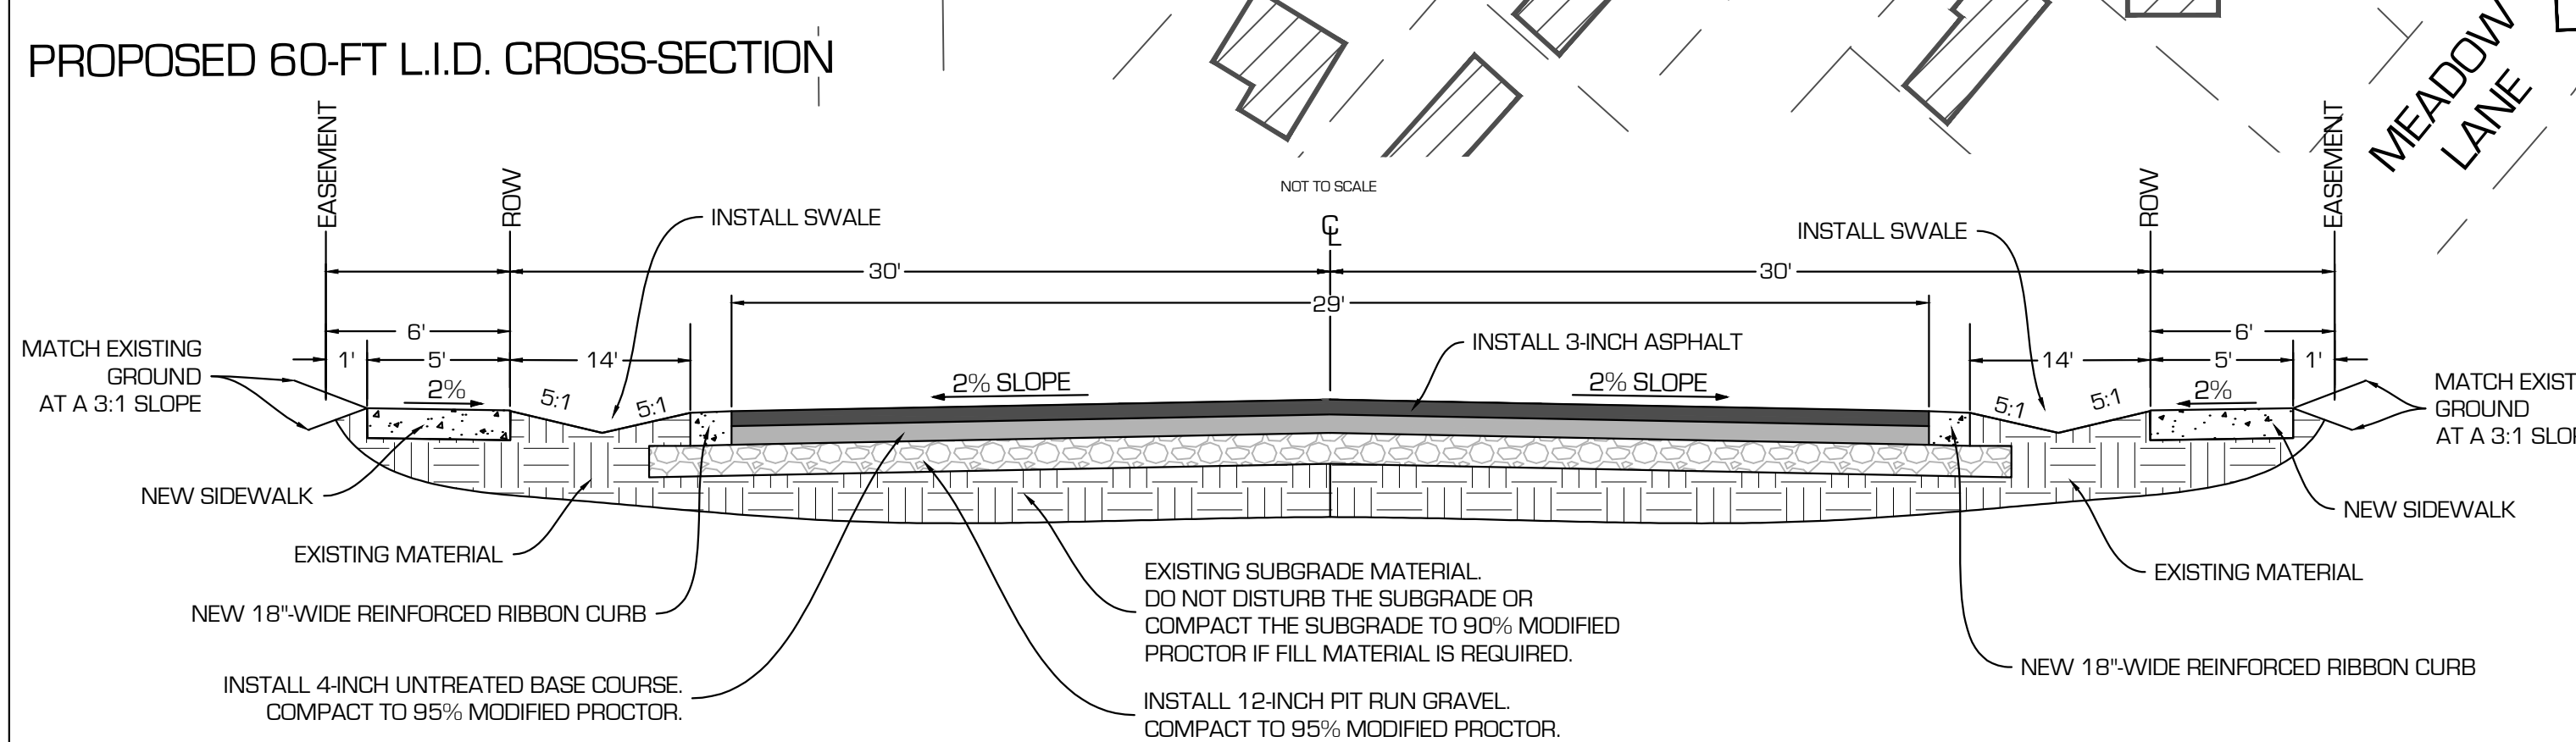 PROPOSED 60-FT L.I.D. CROSS-SECTION
MEADOW
LANE
NOT TO SCALE
EASEMENT
ROW
CL
ROW
EASEMENT
INSTALL SWALE
INSTALL SWALE
30'
30'
29'
6'
6'
1'
5'
14'
14'
5'
1'
MATCH EXISTING
GROUND
AT A 3:1 SLOPE
INSTALL 3-INCH ASPHALT
2%
5:1
5:1
2% SLOPE
2% SLOPE
5:1
5:1
2%
MATCH EXIST
GROUND
AT A 3:1 SLO
NEW SIDEWALK
NEW SIDEWALK
EXISTING MATERIAL
EXISTING MATERIAL
NEW 18"-WIDE REINFORCED RIBBON CURB
EXISTING SUBGRADE MATERIAL.
DO NOT DISTURB THE SUBGRADE OR
COMPACT THE SUBGRADE TO 90% MODIFIED
PROCTOR IF FILL MATERIAL IS REQUIRED.
NEW 18"-WIDE REINFORCED RIBBON CURB
INSTALL 4-INCH UNTREATED BASE COURSE.
COMPACT TO 95% MODIFIED PROCTOR.
INSTALL 12-INCH PIT RUN GRAVEL.
COMPACT TO 95% MODIFIED PROCTOR.